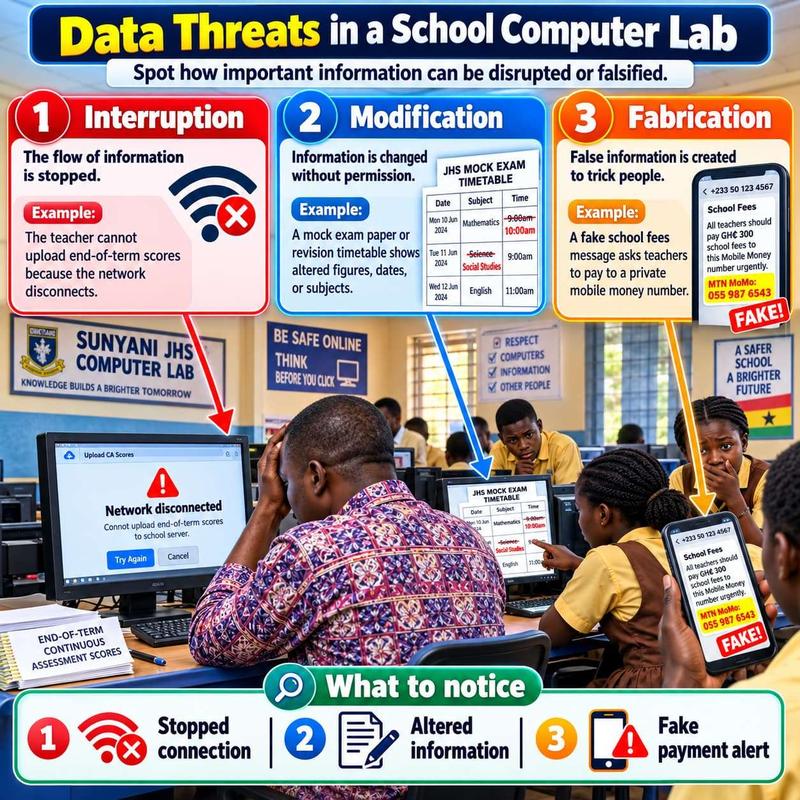 Data Threats in a School Computer Lab
Spot how important information can be disrupted or falsified.
1 Interruption
The flow of information
is stopped.
Example:
The teacher cannot
upload end-of-term scores
because the network
disconnects.
2 Modification
Information is changed
without permission.
Example:
A mock exam paper or
revision timetable shows
altered figures, dates,
or subjects.
JHS MOCK EXAM
TIMETABLE
Date Subject Time
Mon 10 Jun 2024 Mathematics 9:00am 10:00am
Tue 11 Jun 2024 Science Social Studies 9:00am
Wed 12 Jun 2024 English 11:00am
3 Fabrication
False information is created
to trick people.
Example:
A fake school fees
message asks teachers
to pay to a private
mobile money number.
< +233 50 123 4567
School Fees
All teachers should
pay GH₵ 300
school fees to
this Mobile Money
number urgently.
MTN MoMo:
055 987 6543
FAKE!
SUNYANI JHS
COMPUTER LAB
KNOWLEDGE BUILDS A BRIGHTER TOMORROW
BE SAFE ONLINE
THINK
BEFORE YOU CLICK
RESPECT
COMPUTERS
INFORMATION
OTHER PEOPLE
A SAFER
SCHOOL
A BRIGHTER
FUTURE
Upload CA Scores
Network disconnected
Cannot upload end-of-term scores
to school server.
Try Again Cancel
END-OF-TERM
CONTINUOUS
ASSESSMENT SCORES
JHS MOCK EXAM
TIMETABLE
Date Subject Time
Mon 10 Jun 2024 Mathematics 9:00am 10:00am
Science Social Studies
English
< +233 50 123 4567
School Fees
All teachers should
pay GH₵ 300
school fees to
this Mobile Money
number urgently.
MTN MoMo:
055 987 6543
FAKE!
What to notice
1 Stopped
connection
2 Altered
information
3 Fake
payment alert